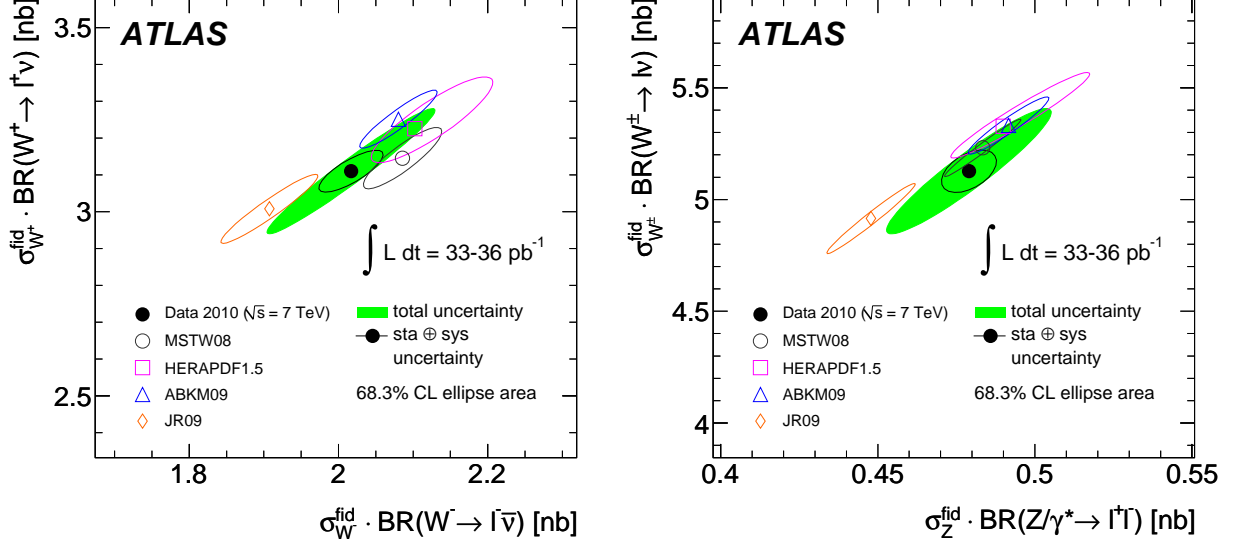 ATLAS
σ^fid_W+ · BR(W^+ → l^+ν) [nb]
3.5
3
2.5
∫ L dt = 33-36 pb^-1
Data 2010 (√s = 7 TeV)
MSTW08
HERAPDF1.5
ABKM09
JR09
total uncertainty
sta ⊕ sys
uncertainty
68.3% CL ellipse area
1.8 2 2.2
σ^fid_W- · BR(W^- → l^-ν̅) [nb]
ATLAS
σ^fid_W± · BR(W^± → lν) [nb]
5.5
5
4.5
4
∫ L dt = 33-36 pb^-1
Data 2010 (√s = 7 TeV)
MSTW08
HERAPDF1.5
ABKM09
JR09
total uncertainty
sta ⊕ sys
uncertainty
68.3% CL ellipse area
0.4 0.45 0.5 0.55
σ^fid_Z · BR(Z/γ* → l^+l^-) [nb]